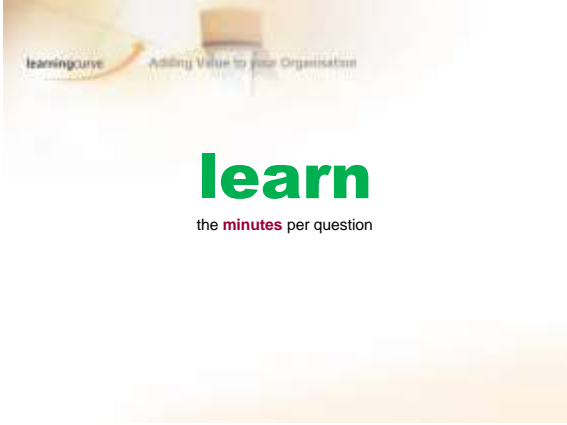 learningcurve Adding Value to your Organisation
learn
the minutes per question